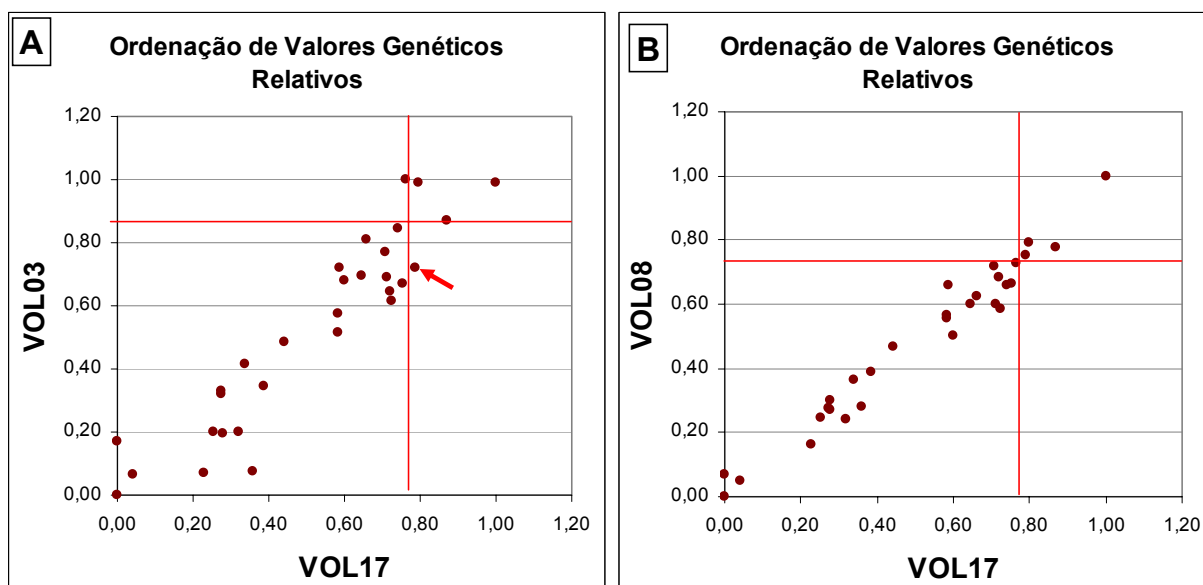 A
Ordenação de Valores Genéticos
Relativos
VOL03
1,20
1,00
0,80
0,60
0,40
0,20
0,00
0,00 0,20 0,40 0,60 0,80 1,00 1,20
VOL17
B
Ordenação de Valores Genéticos
Relativos
VOL08
1,20
1,00
0,80
0,60
0,40
0,20
0,00
0,00 0,20 0,40 0,60 0,80 1,00 1,20
VOL17